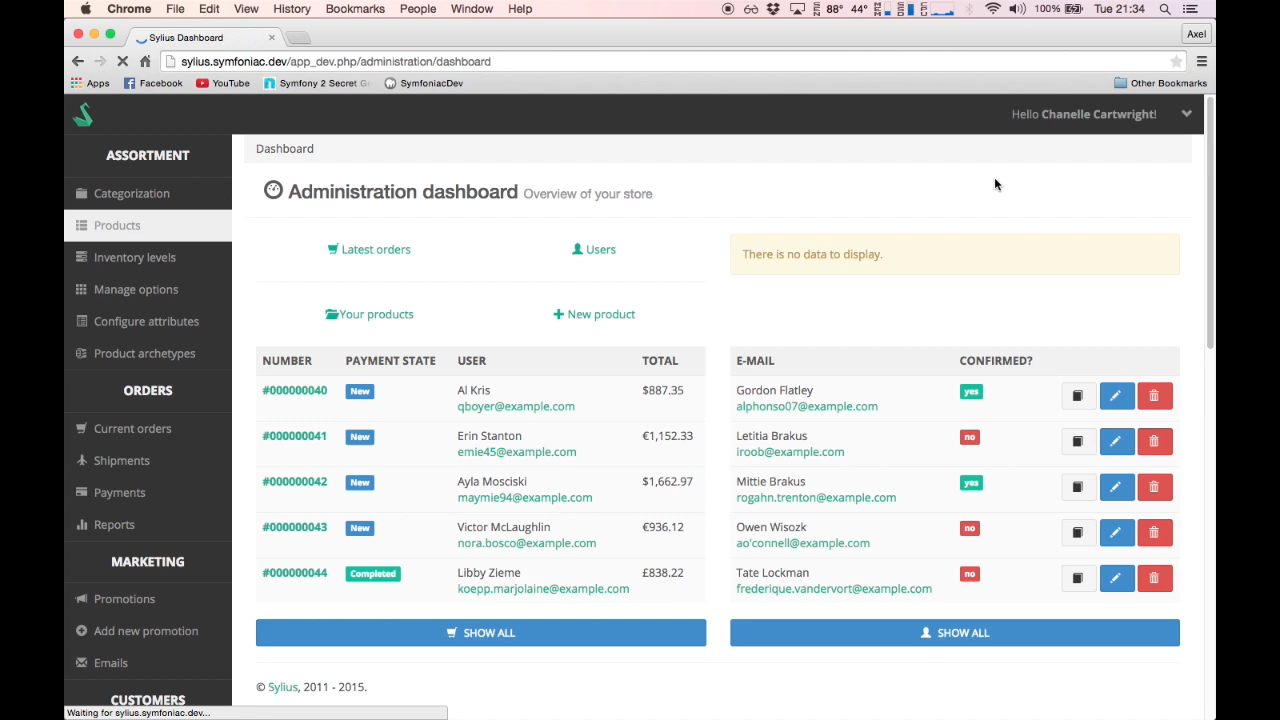 Chrome File Edit View History Bookmarks People Window Help 88° 44° 100% Tue 21:34
Sylius Dashboard Axel
sylius.symfoniac.dev/app_dev.php/administration/dashboard
Apps Facebook YouTube Symfony 2 Secret SymfoniacDev Other Bookmarks
Hello Chanelle Cartwright!
ASSORTMENT
Categorization
Products
Inventory levels
Manage options
Configure attributes
Product archetypes
ORDERS
Current orders
Shipments
Payments
Reports
MARKETING
Promotions
Add new promotion
Emails
CUSTOMERS
Dashboard
Administration dashboard Overview of your store
Latest orders Users
Your products New product
There is no data to display.
NUMBER PAYMENT STATE USER TOTAL
#000000040 New Al Kris $887.35
qboyer@example.com
#000000041 New Erin Stanton €1,152.33
emie45@example.com
#000000042 New Ayla Mosciski $1,662.97
maymie94@example.com
#000000043 New Victor McLaughlin €936.12
nora.bosco@example.com
#000000044 Completed Libby Zieme £838.22
koepp.marjolaine@example.com
SHOW ALL
E-MAIL CONFIRMED?
Gordon Flatley yes
alphonso07@example.com
Letitia Brakus no
iroob@example.com
Mittie Brakus yes
rogahn.trenton@example.com
Owen Wisozk no
ao'connell@example.com
Tate Lockman no
frederique.vandervort@example.com
SHOW ALL
© Sylius, 2011 - 2015.
Waiting for sylius.symfoniac.dev...